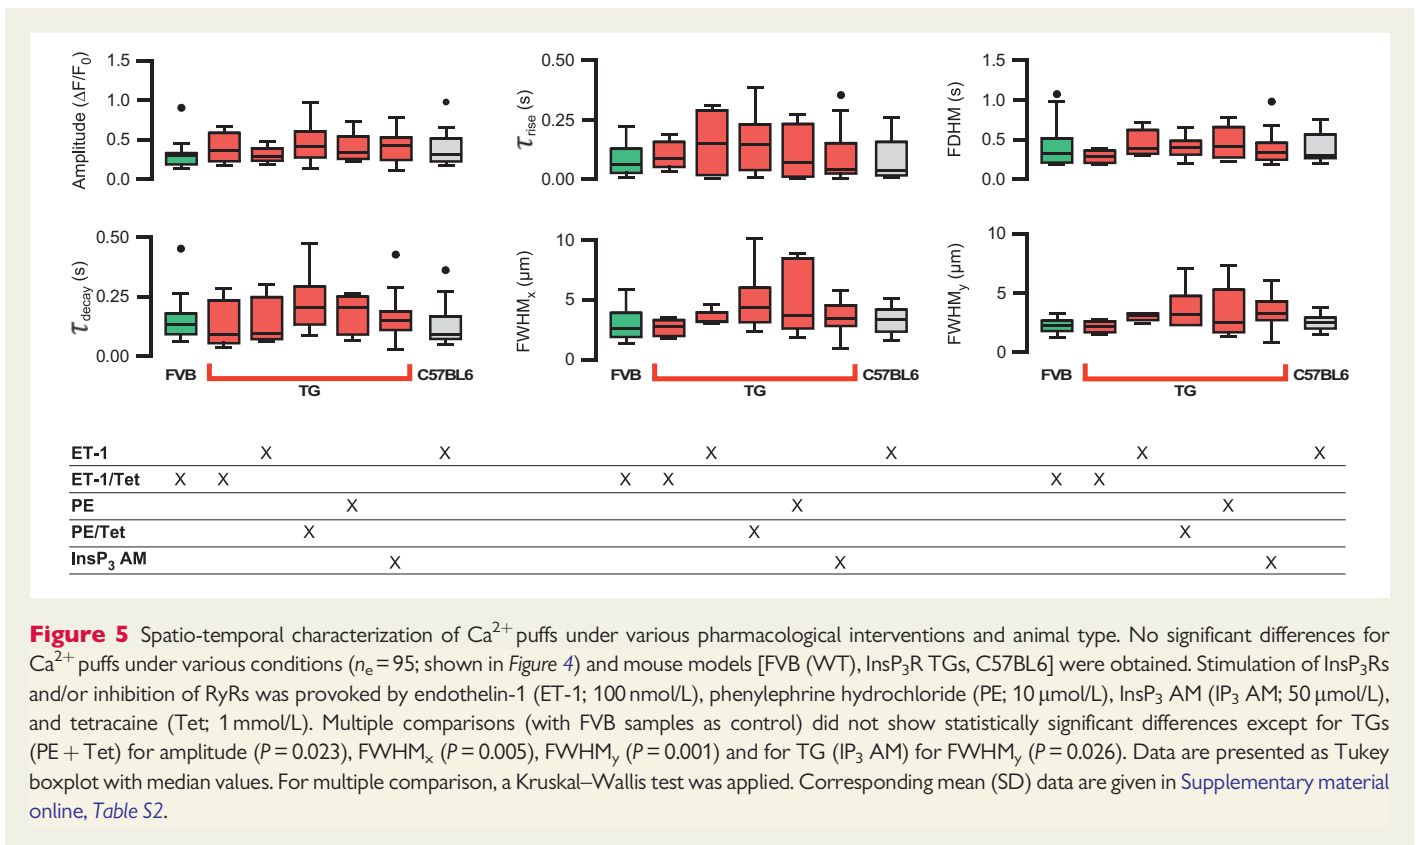 Amplitude (ΔF/F0)
1.5
1.0
0.5
0.0
τrise (s)
0.50
0.25
0.00
FDHM (s)
1.5
1.0
0.5
0.0
τdecay (s)
0.50
0.25
0.00
FWHMx (µm)
10
5
0
FWHMy (µm)
10
5
0
FVB TG C57BL6
FVB TG C57BL6
FVB TG C57BL6
ET-1 X X X X X X
ET-1/Tet X X X X X X
PE X X X
PE/Tet X X X
InsP3 AM X X X
Figure 5 Spatio-temporal characterization of Ca2+ puffs under various pharmacological interventions and animal type. No significant differences for
Ca2+ puffs under various conditions (ne = 95; shown in Figure 4) and mouse models [FVB (WT), InsP3R TGs, C57BL6] were obtained. Stimulation of InsP3Rs
and/or inhibition of RyRs was provoked by endothelin-1 (ET-1; 100 nmol/L), phenylephrine hydrochloride (PE; 10 µmol/L), InsP3 AM (IP3 AM; 50 µmol/L),
and tetracaine (Tet; 1 mmol/L). Multiple comparisons (with FVB samples as control) did not show statistically significant differences except for TGs
(PE + Tet) for amplitude (P = 0.023), FWHMx (P = 0.005), FWHMy (P = 0.001) and for TG (IP3 AM) for FWHMy (P = 0.026). Data are presented as Tukey
boxplot with median values. For multiple comparison, a Kruskal–Wallis test was applied. Corresponding mean (SD) data are given in Supplementary material
online, Table S2.